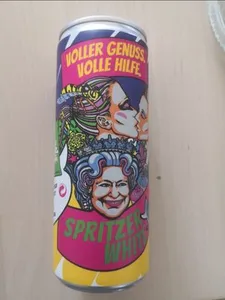 VOLLER GENUSS.
VOLLE HILFE.
SPRITZER
WHITE